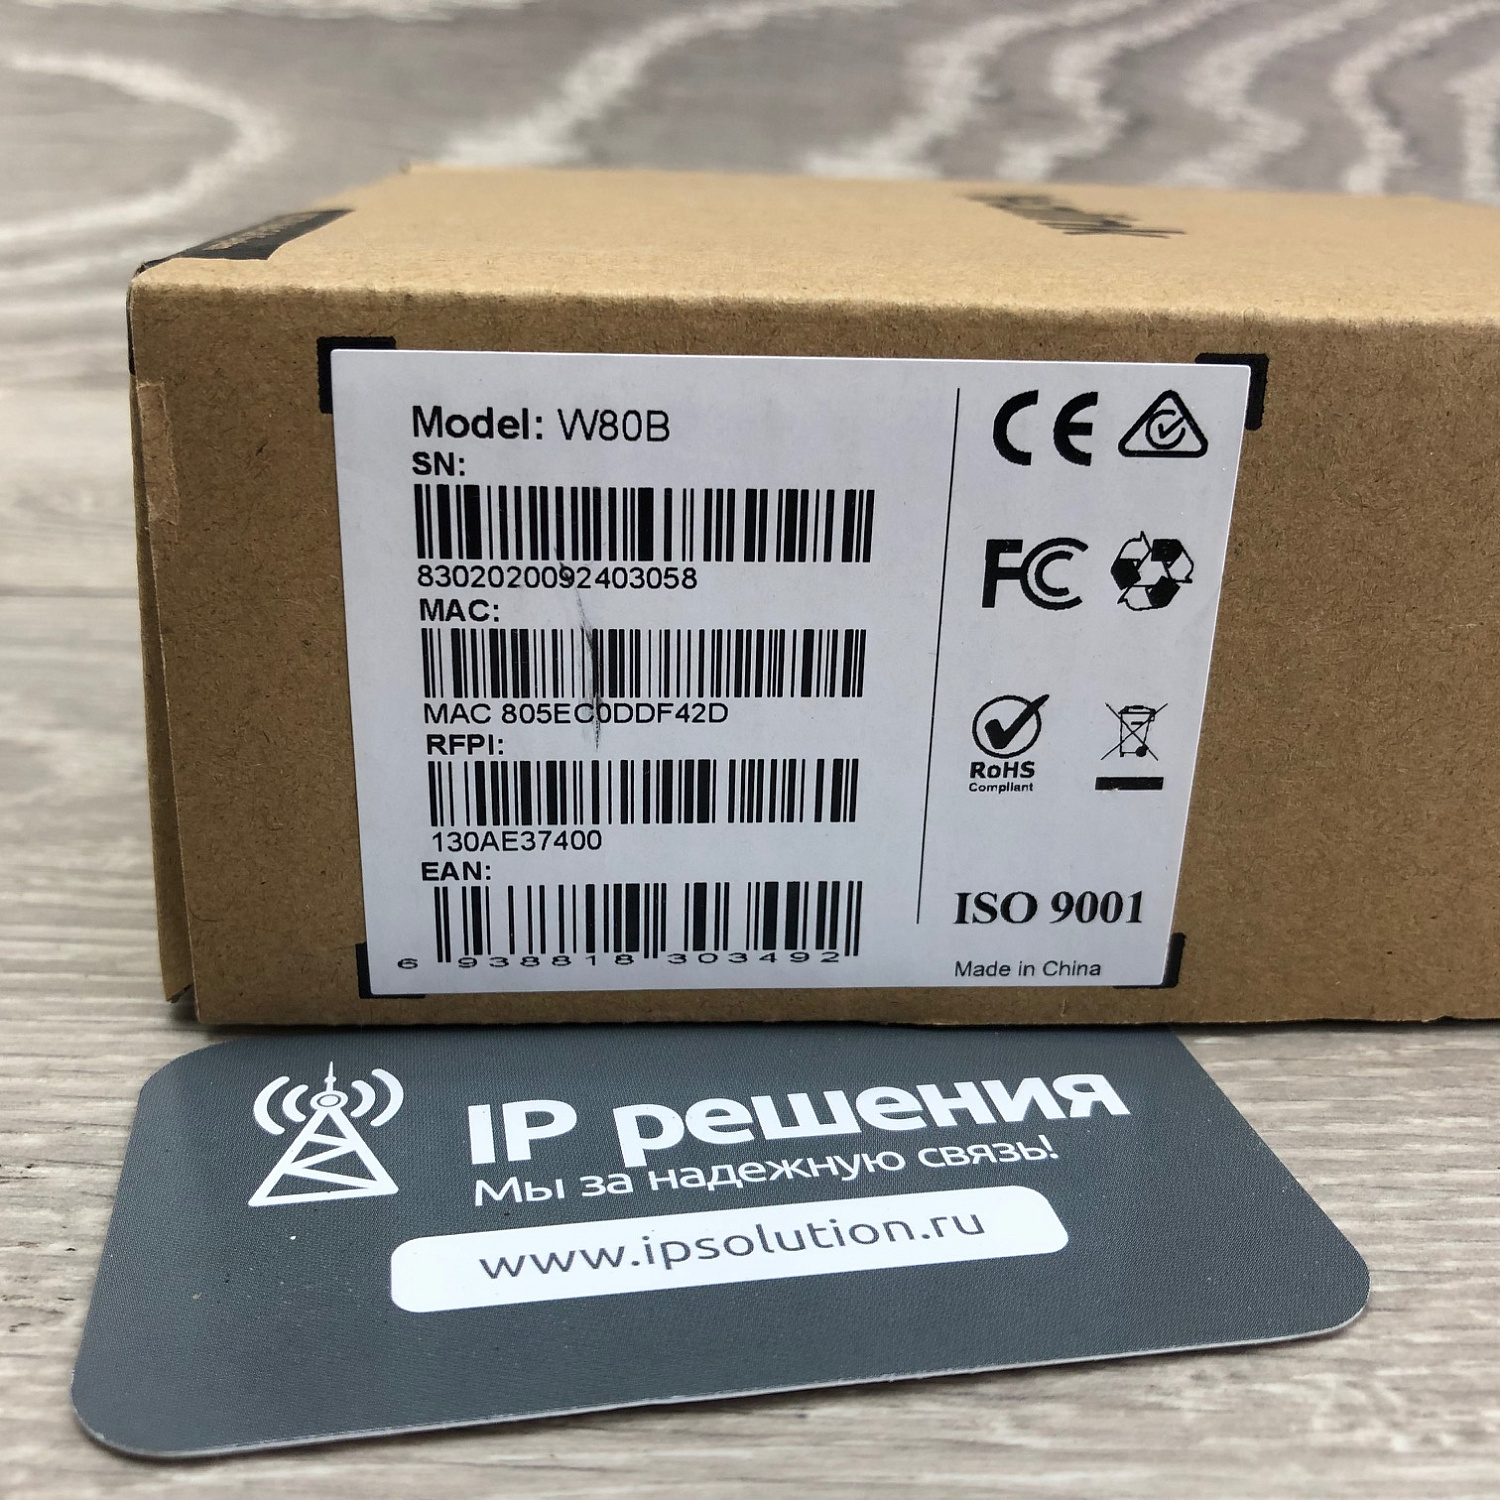 Model: W80B
SN:
8302020092403058
MAC:
MAC 805EC0DDF42D
RFPI:
130AE37400
EAN:
6 938818 303492
CE
FC
RoHS
Compliant
ISO 9001
Made in China
IP решения
Мы за надежную связь!
www.ipsolution.ru